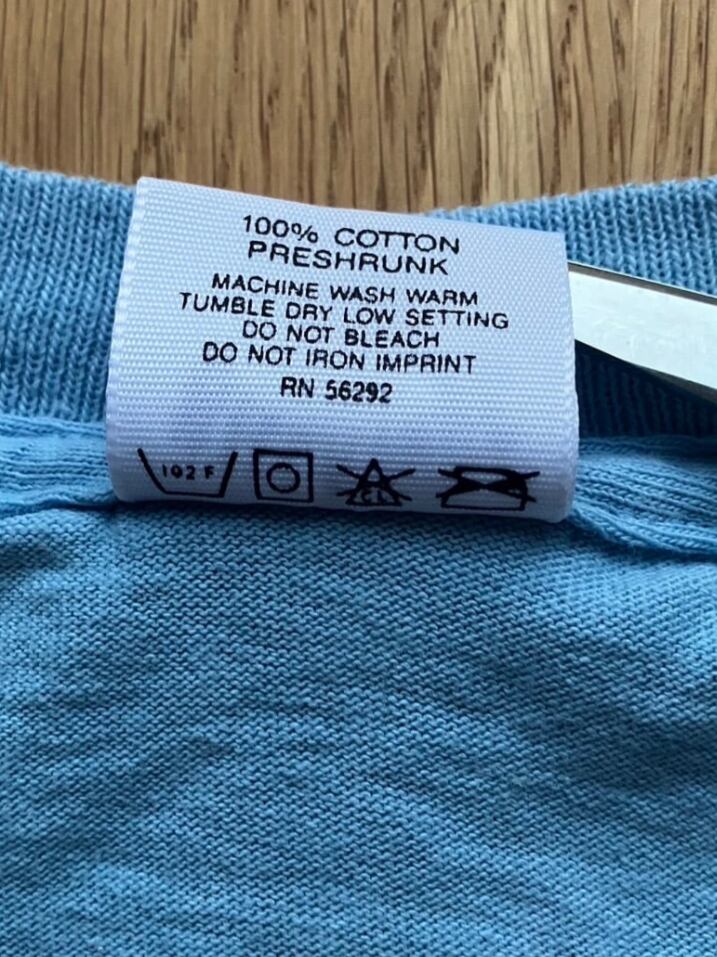 100% COTTON
PRESHRUNK
MACHINE WASH WARM
TUMBLE DRY LOW SETTING
DO NOT BLEACH
DO NOT IRON IMPRINT
RN 56292
102 F
CL